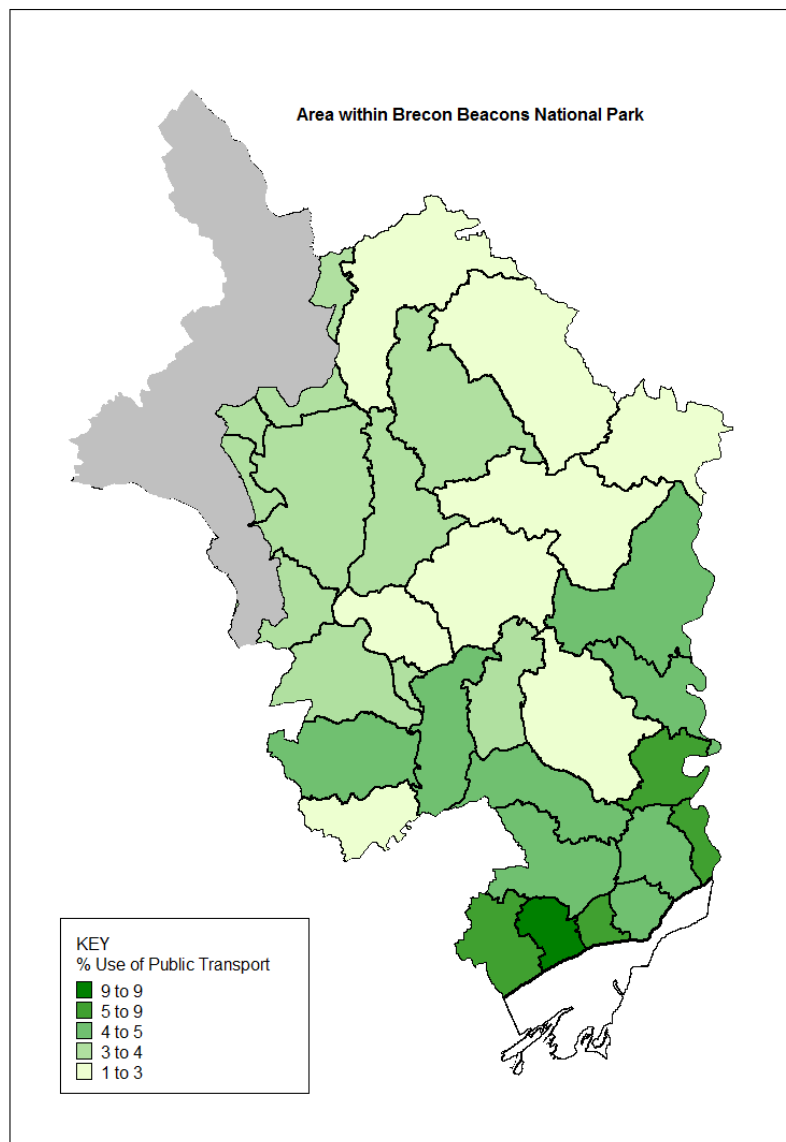 Area within Brecon Beacons National Park
KEY
% Use of Public Transport
9 to 9
5 to 9
4 to 5
3 to 4
1 to 3